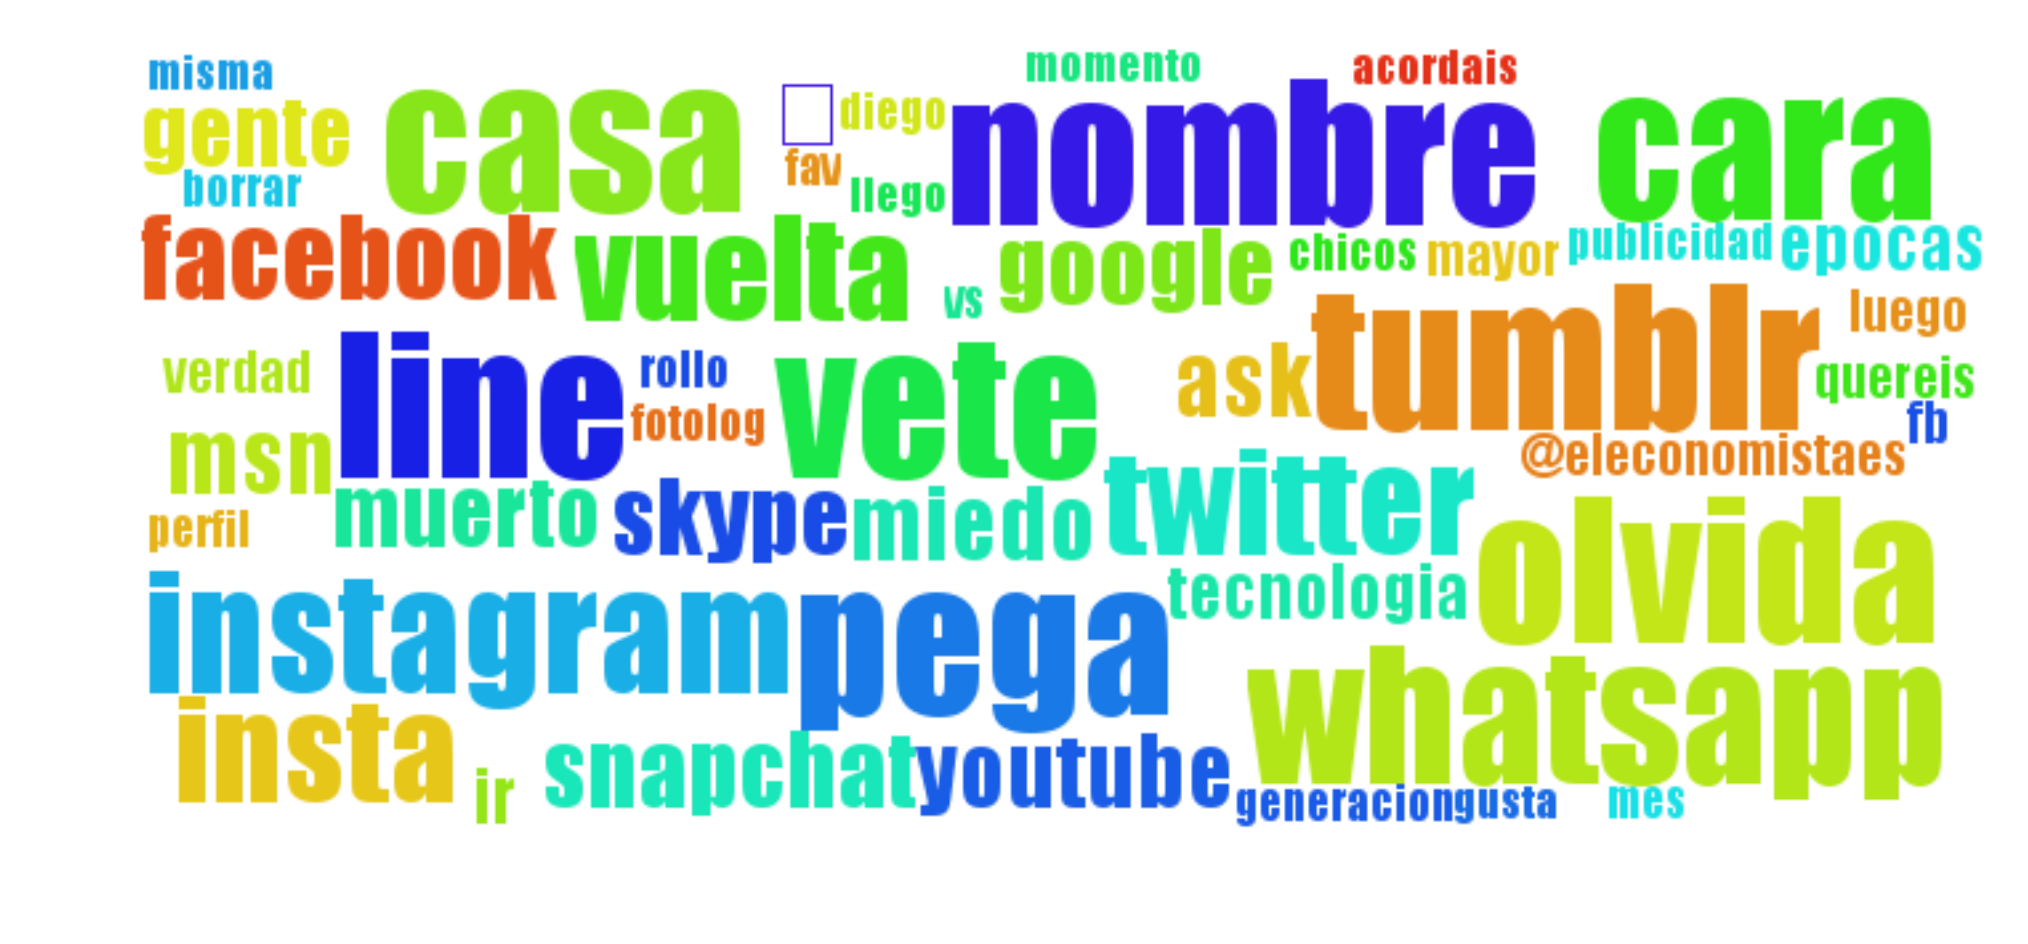 misma momento acordais
gente casa diego nombre cara
borrar fav llego
facebook vuelta vs google chicos mayor publicidad epocas
verdad line rollo vete ask tumblr luego
fotolog quereis
msn @eleconomistaes fb
perfil muerto skype miedo twitter olvida
instagram pega tecnologia
insta ir snapchat youtube whatsapp
generacion gusta mes